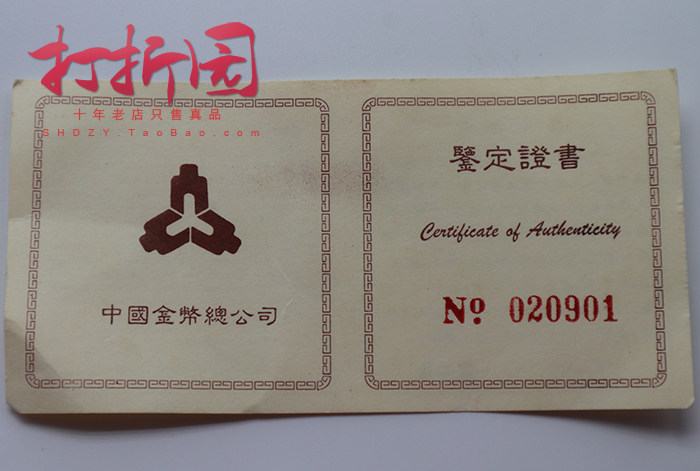 打折园
十年老店只售真品
SHDZY.TaoBao.com
中國金幣總公司
鑒定證書
Certificate of Authenticity
Nº 020901